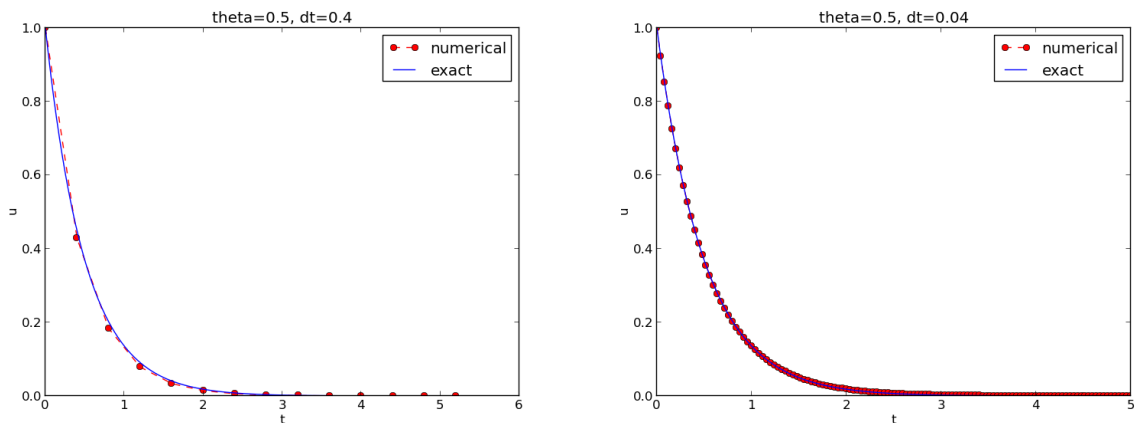 theta=0.5, dt=0.4
1.0
numerical
exact
0.8
0.6
u
0.4
0.2
0.0
0 1 2 3 4 5 6
t
theta=0.5, dt=0.04
1.0
numerical
exact
0.8
0.6
u
0.4
0.2
0.0
0 1 2 3 4 5
t